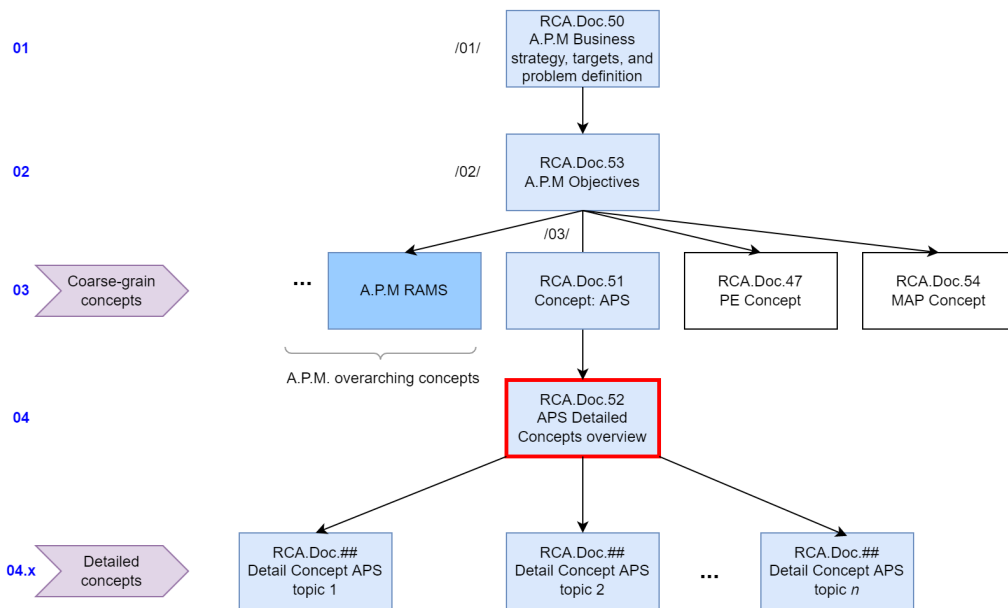 01
/01/
RCA.Doc.50
A.P.M Business
strategy, targets, and
problem definition
02
/02/
RCA.Doc.53
A.P.M Objectives
/03/
03
Coarse-grain
concepts
...
A.P.M RAMS
RCA.Doc.51
Concept: APS
RCA.Doc.47
PE Concept
RCA.Doc.54
MAP Concept
A.P.M. overarching concepts
04
RCA.Doc.52
APS Detailed
Concepts overview
04.x
Detailed
concepts
RCA.Doc.##
Detail Concept APS
topic 1
RCA.Doc.##
Detail Concept APS
topic 2
...
RCA.Doc.##
Detail Concept APS
topic n